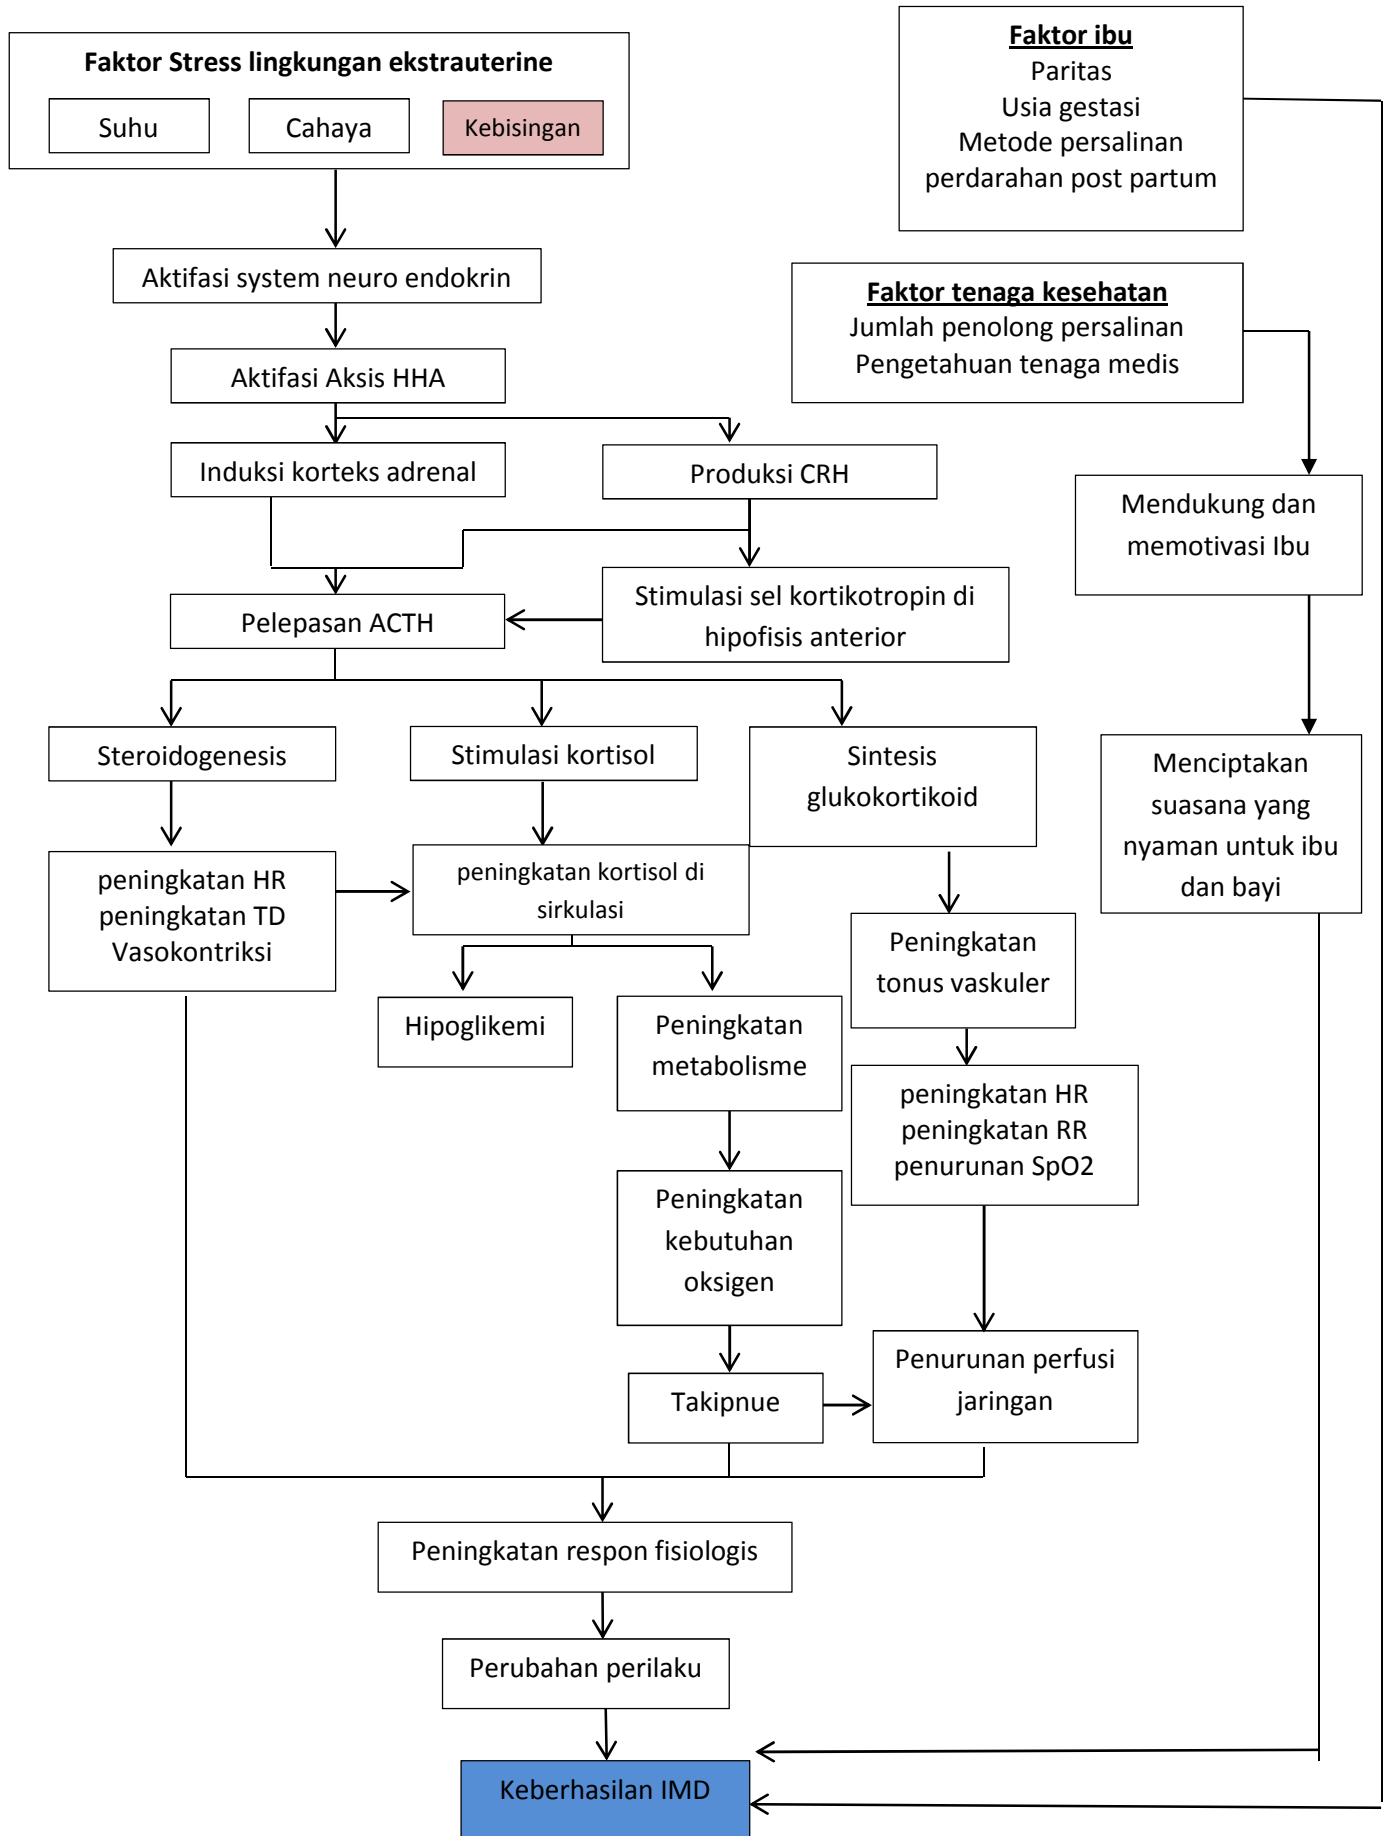 Faktor Stress lingkungan ekstrauterine
Suhu
Cahaya
Kebisingan
Faktor ibu
Paritas
Usia gestasi
Metode persalinan
perdarahan post partum
Aktifasi system neuro endokrin
Faktor tenaga kesehatan
Jumlah penolong persalinan
Pengetahuan tenaga medis
Aktifasi Aksis HHA
Induksi korteks adrenal
Produksi CRH
Mendukung dan
memotivasi Ibu
Pelepasan ACTH
Stimulasi sel kortikotropin di
hipofisis anterior
Steroidogenesis
Stimulasi kortisol
Sintesis
glukokortikoid
Menciptakan
suasana yang
nyaman untuk ibu
dan bayi
peningkatan HR
peningkatan TD
Vasokontriksi
peningkatan kortisol di
sirkulasi
Peningkatan
tonus vaskuler
Hipoglikemi
Peningkatan
metabolisme
peningkatan HR
peningkatan RR
penurunan SpO2
Peningkatan
kebutuhan
oksigen
Takipnue
Penurunan perfusi
jaringan
Peningkatan respon fisiologis
Perubahan perilaku
Keberhasilan IMD